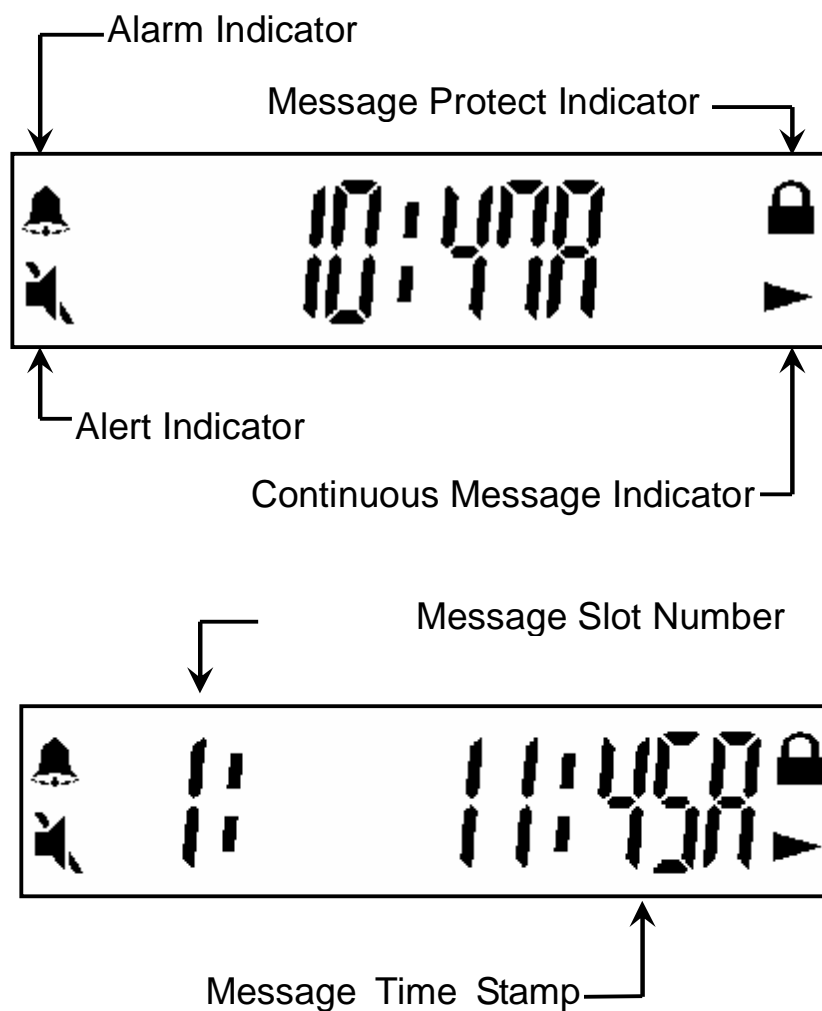 Alarm Indicator
Message Protect Indicator
10:47A
Alert Indicator
Continuous Message Indicator
Message Slot Number
1: 11:45A
Message Time Stamp